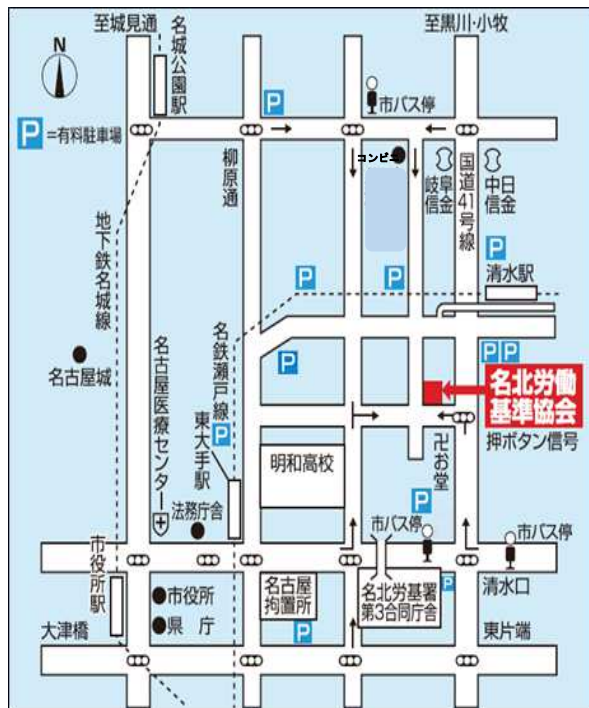 至城見通
至黒川・小牧
N
名城公園駅
P
市バス停
P=有料駐車場
コンビニ
柳原通
岐阜
信金
国道41号線
中日
信金
地下鉄名城線
P
清水駅
P
P
名古屋城
名古屋医療センター
名鉄瀬戸線
P
東大手駅
P
P P
名北労働
基準協会
押ボタン信号
明和高校
卍お堂
法務庁舎
P
市バス停
市バス停
市役所駅
市役所
県 庁
名古屋
拘置所
名北労基署
第3合同庁舎
P
清水口
P
大津橋
東片端